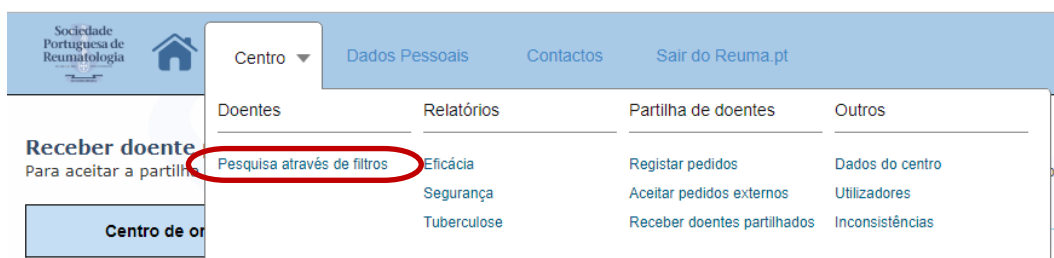 Sociedade
Portuguesa de
Reumatologia
Centro
Dados Pessoais
Contactos
Sair do Reuma.pt
Doentes
Relatórios
Partilha de doentes
Outros
Receber doente
Para aceitar a
Pesquisa através de filtros
Eficácia
Registar pedidos
Dados do centro
Segurança
Aceitar pedidos externos
Utilizadores
Tuberculose
Receber doentes partilhados
Inconsistências
Centro de